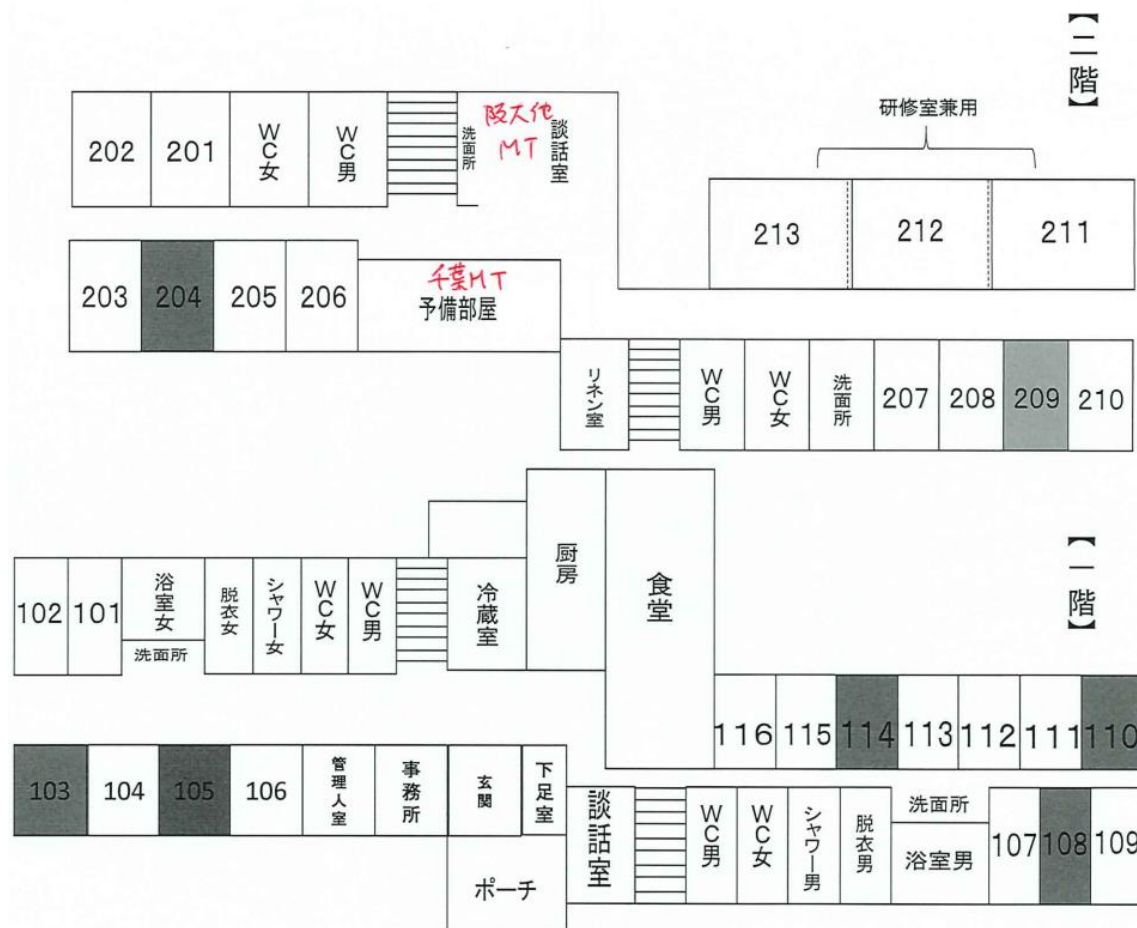 【二階】
研修室兼用
202
201
WC女
WC男
洗面所
阪大他
MT
談話室
213
212
211
203
204
205
206
千葉MT
予備部屋
リネン室
WC男
WC女
洗面所
207
208
209
210
【一階】
102
101
浴室女
洗面所
脱衣女
シャワー女
WC女
WC男
冷蔵室
厨房
食堂
116
115
114
113
112
111
110
103
104
105
106
管理人室
事務所
玄関
下足室
ポーチ
談話室
WC男
WC女
シャワー男
脱衣男
洗面所
浴室男
107
108
109